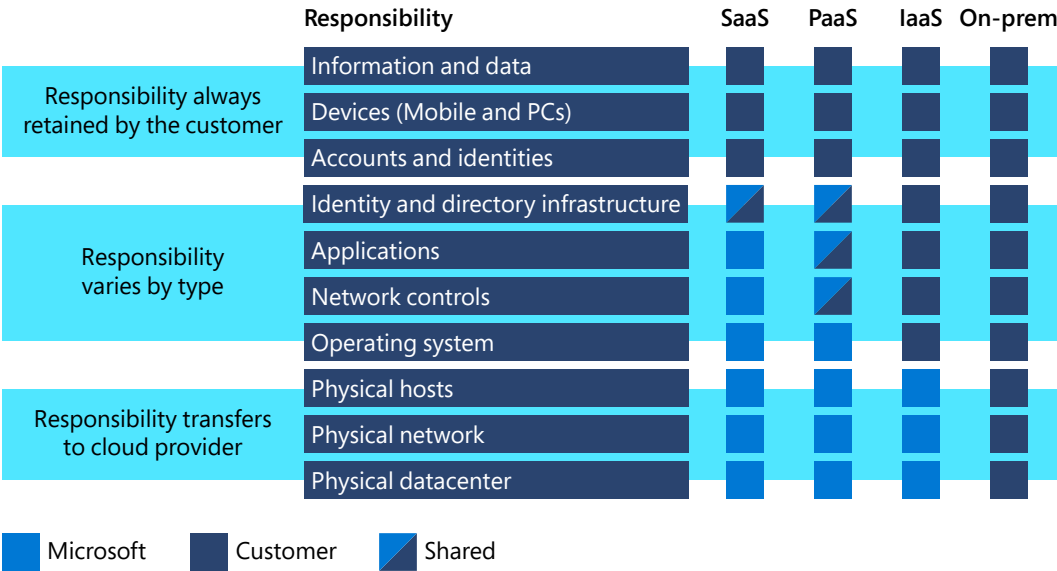 Responsibility SaaS PaaS IaaS On-prem
Responsibility always
retained by the customer
Information and data
Devices (Mobile and PCs)
Accounts and identities
Responsibility
varies by type
Identity and directory infrastructure
Applications
Network controls
Operating system
Responsibility transfers
to cloud provider
Physical hosts
Physical network
Physical datacenter
Microsoft Customer Shared